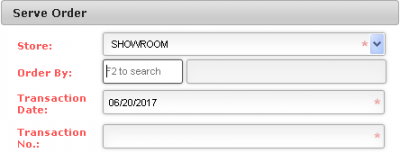 Serve Order
Store: SHOWROOM *
Order By: F2 to search
Transaction Date: 06/20/2017 *
Transaction No.: *